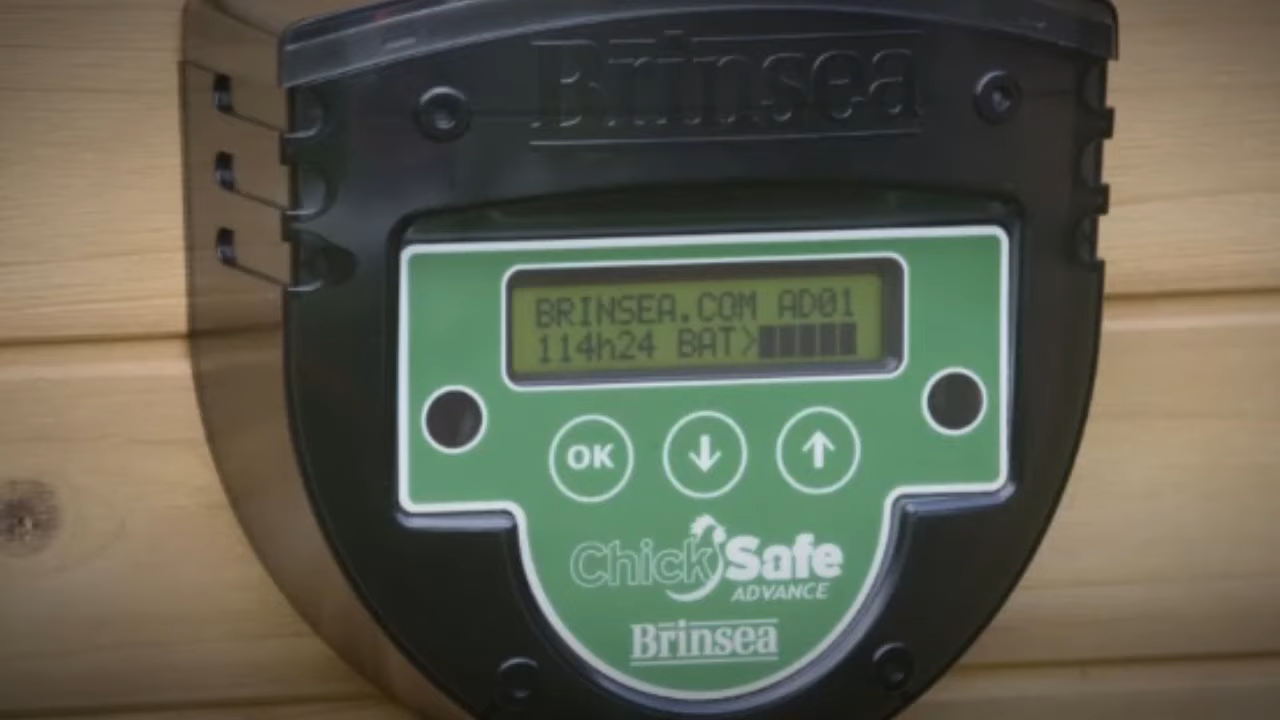 Brinsea
BRINSEA.COM AD01
114h24 BAT>
OK
ChickSafe
ADVANCE
Brinsea